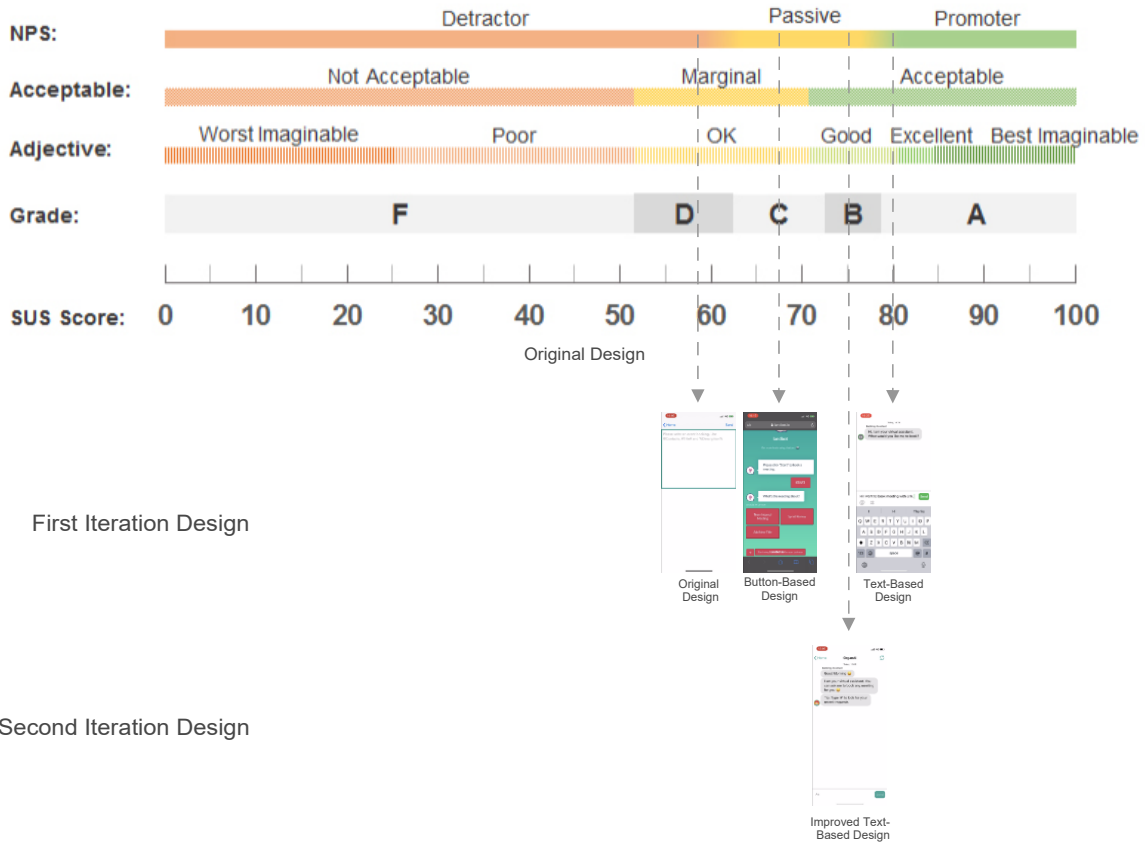 Detractor Passive Promoter
NPS:
Not Acceptable Marginal Acceptable
Acceptable:
Worst Imaginable Poor OK Good Excellent Best Imaginable
Adjective:
Grade: F D C B A
SUS Score: 0 10 20 30 40 50 60 70 80 90 100
Original Design
First Iteration Design
Original
Design
Button-Based
Design
Text-Based
Design
Second Iteration Design
Good Morning
Improved Text-
Based Design